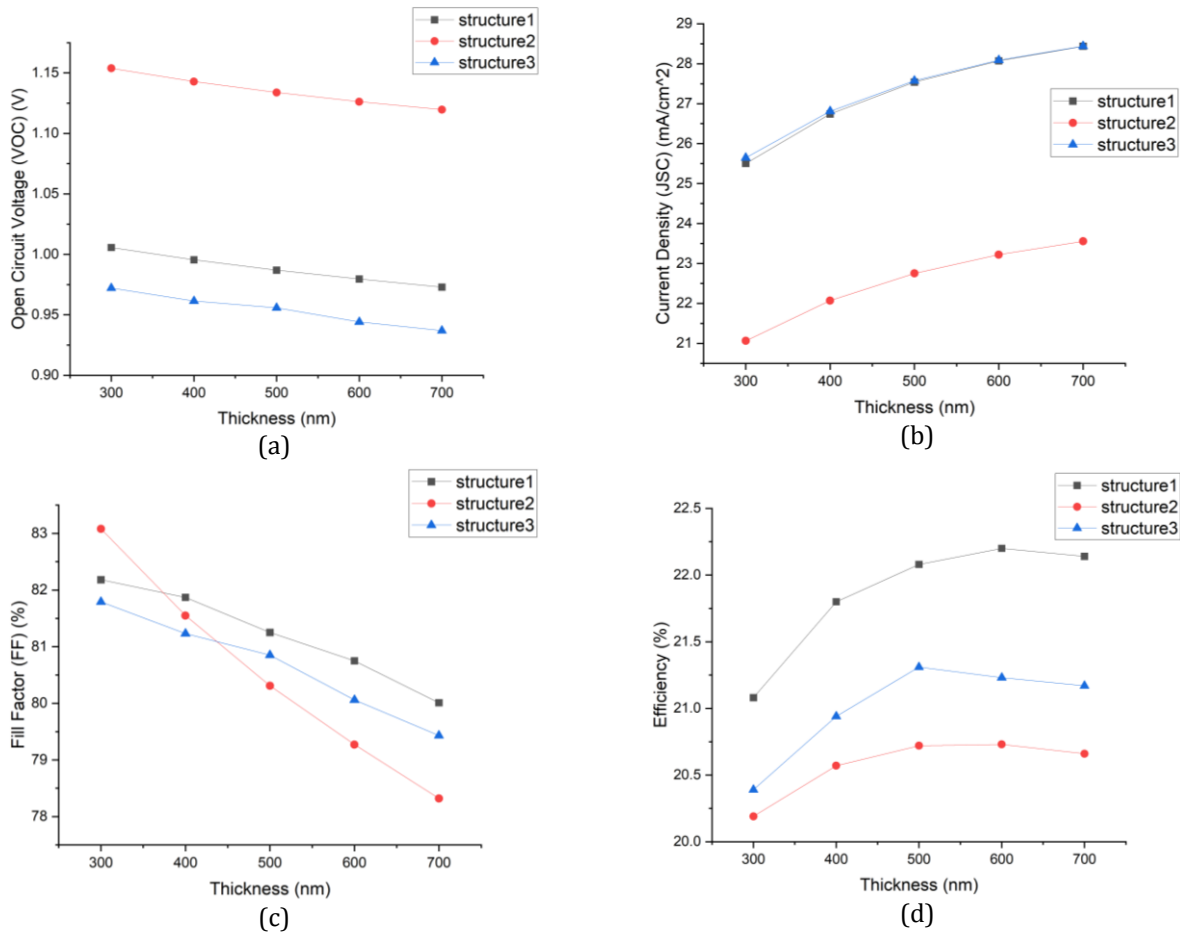 structure1
structure2
structure3
Open Circuit Voltage (VOC) (V)
1.15
1.10
1.05
1.00
0.95
0.90
300 400 500 600 700
Thickness (nm)
(a)
structure1
structure2
structure3
Current Density (JSC) (mA/cm^2)
29
28
27
26
25
24
23
22
21
300 400 500 600 700
Thickness (nm)
(b)
structure1
structure2
structure3
Fill Factor (FF) (%)
83
82
81
80
79
78
300 400 500 600 700
Thickness (nm)
(c)
structure1
structure2
structure3
Efficiency (%)
22.5
22.0
21.5
21.0
20.5
20.0
300 400 500 600 700
Thickness (nm)
(d)